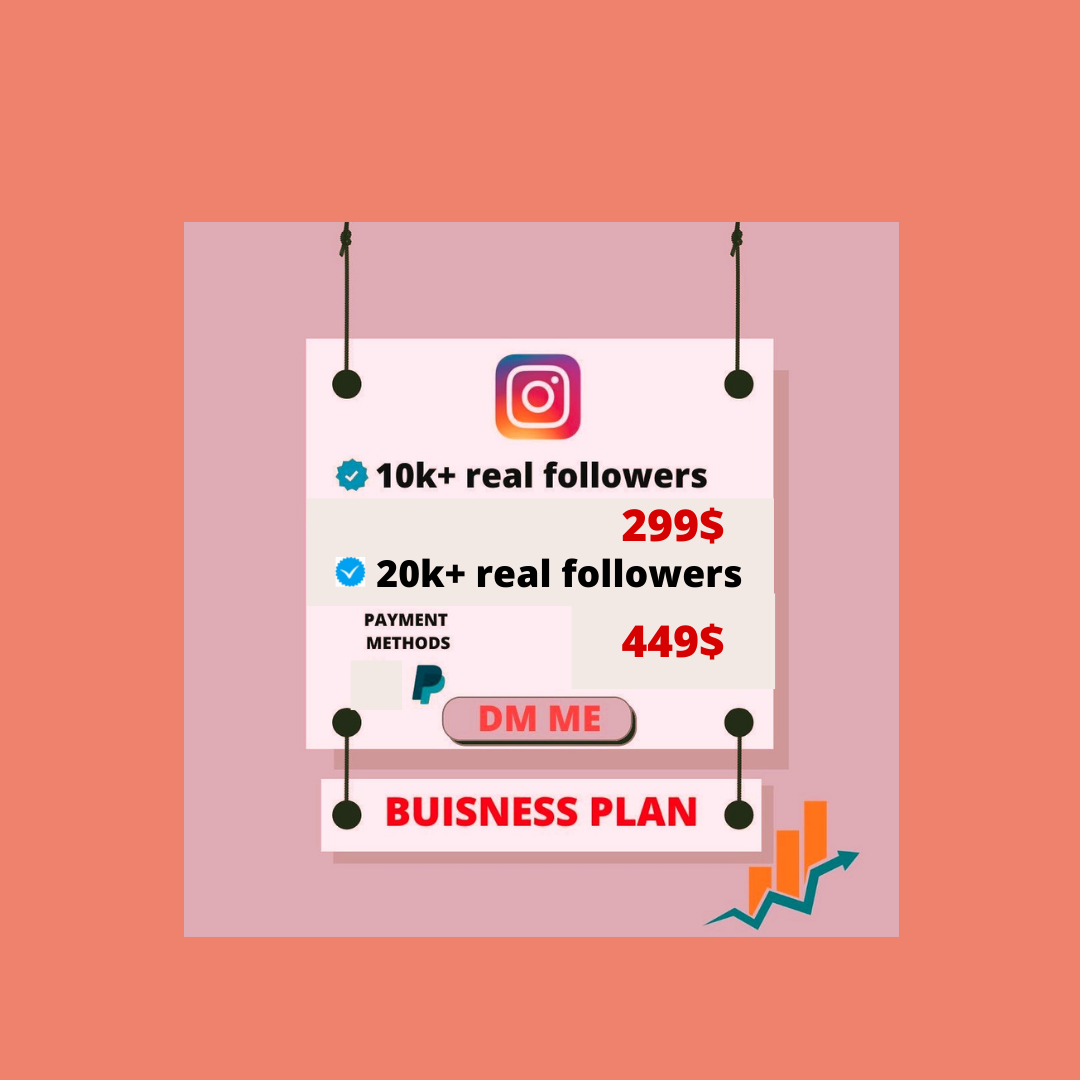 10k+ real followers
299$
20k+ real followers
449$
PAYMENT
METHODS
DM ME
BUISNESS PLAN